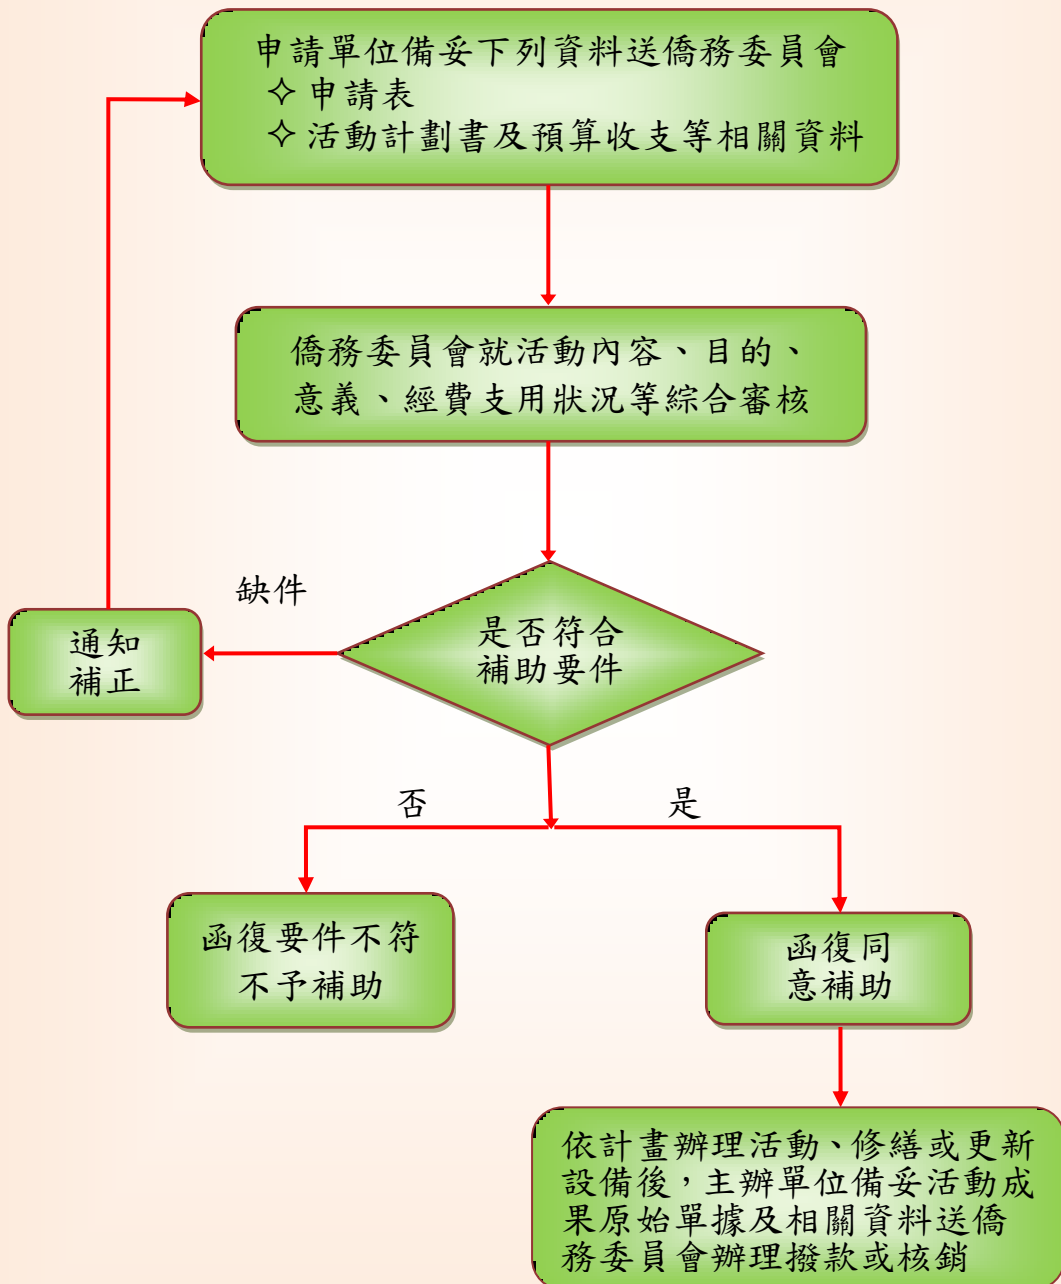 申請單位備妥下列資料送僑務委員會
✧申請表
✧活動計劃書及預算收支等相關資料
僑務委員會就活動內容、目的、
意義、經費支用狀況等綜合審核
缺件
通知
補正
是否符合
補助要件
否
是
函復要件不符
不予補助
函復同
意補助
依計畫辦理活動、修繕或更新
設備後，主辦單位備妥活動成
果原始單據及相關資料送僑
務委員會辦理撥款或核銷